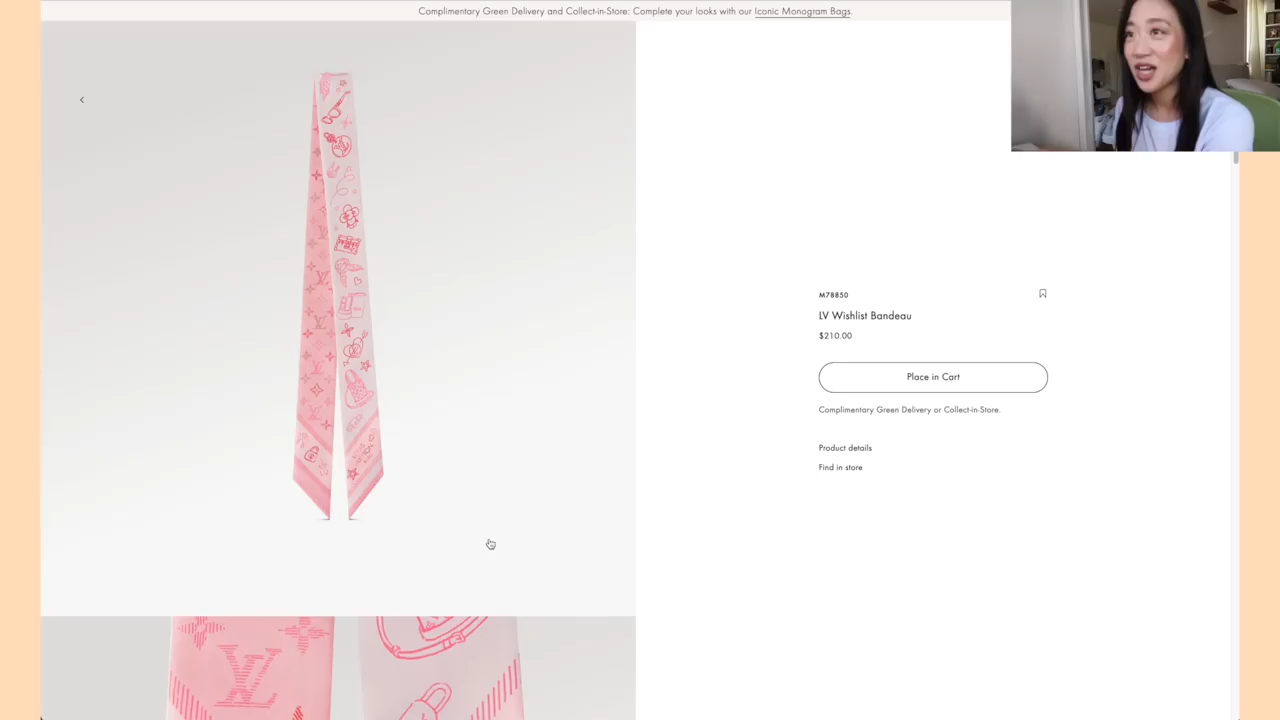 Complimentary Green Delivery and Collect-in-Store: Complete your looks with our Iconic Monogram Bags.
M78850
LV Wishlist Bandeau
$210.00
Place in Cart
Complimentary Green Delivery or Collect-in-Store.
Product details
Find in store